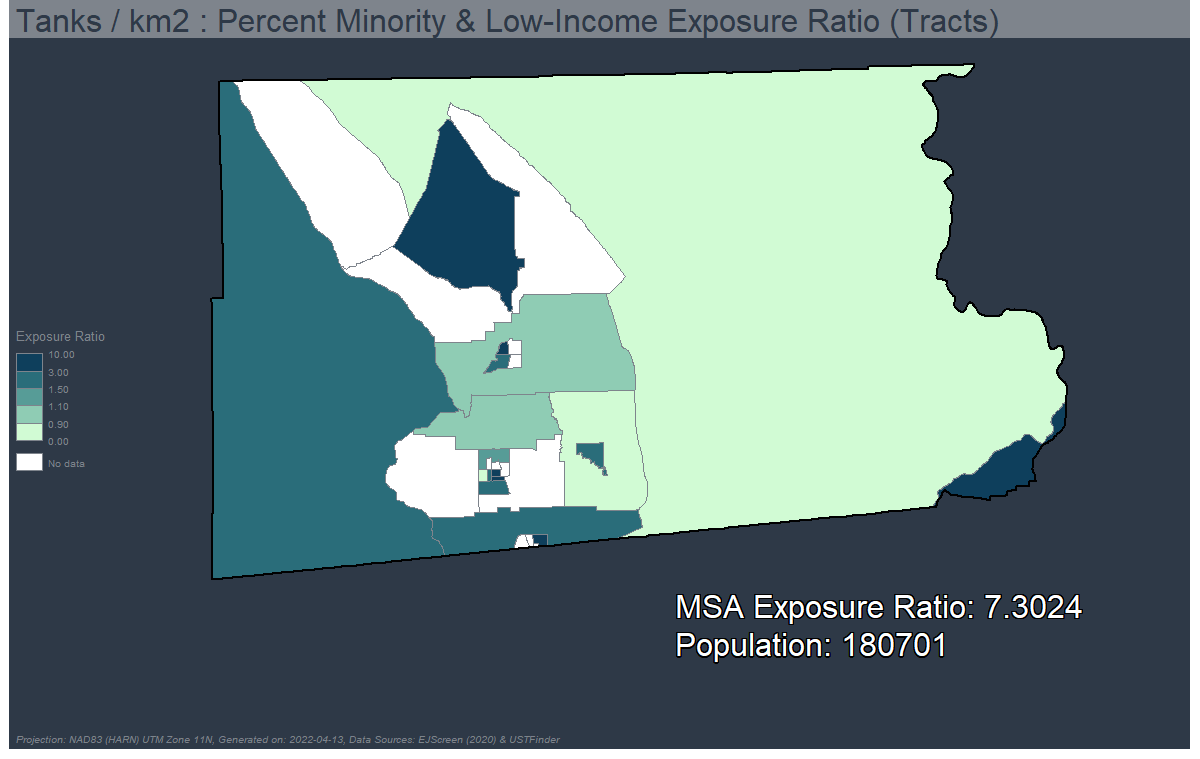 Tanks / km2 : Percent Minority & Low-Income Exposure Ratio (Tracts)
Exposure Ratio
10.00
3.00
1.50
1.10
0.90
0.00
No data
MSA Exposure Ratio: 7.3024
Population: 180701
Projection: NAD83 (HARN) UTM Zone 11N, Generated on: 2022-04-13, Data Sources: EJScreen (2020) & USTFinder